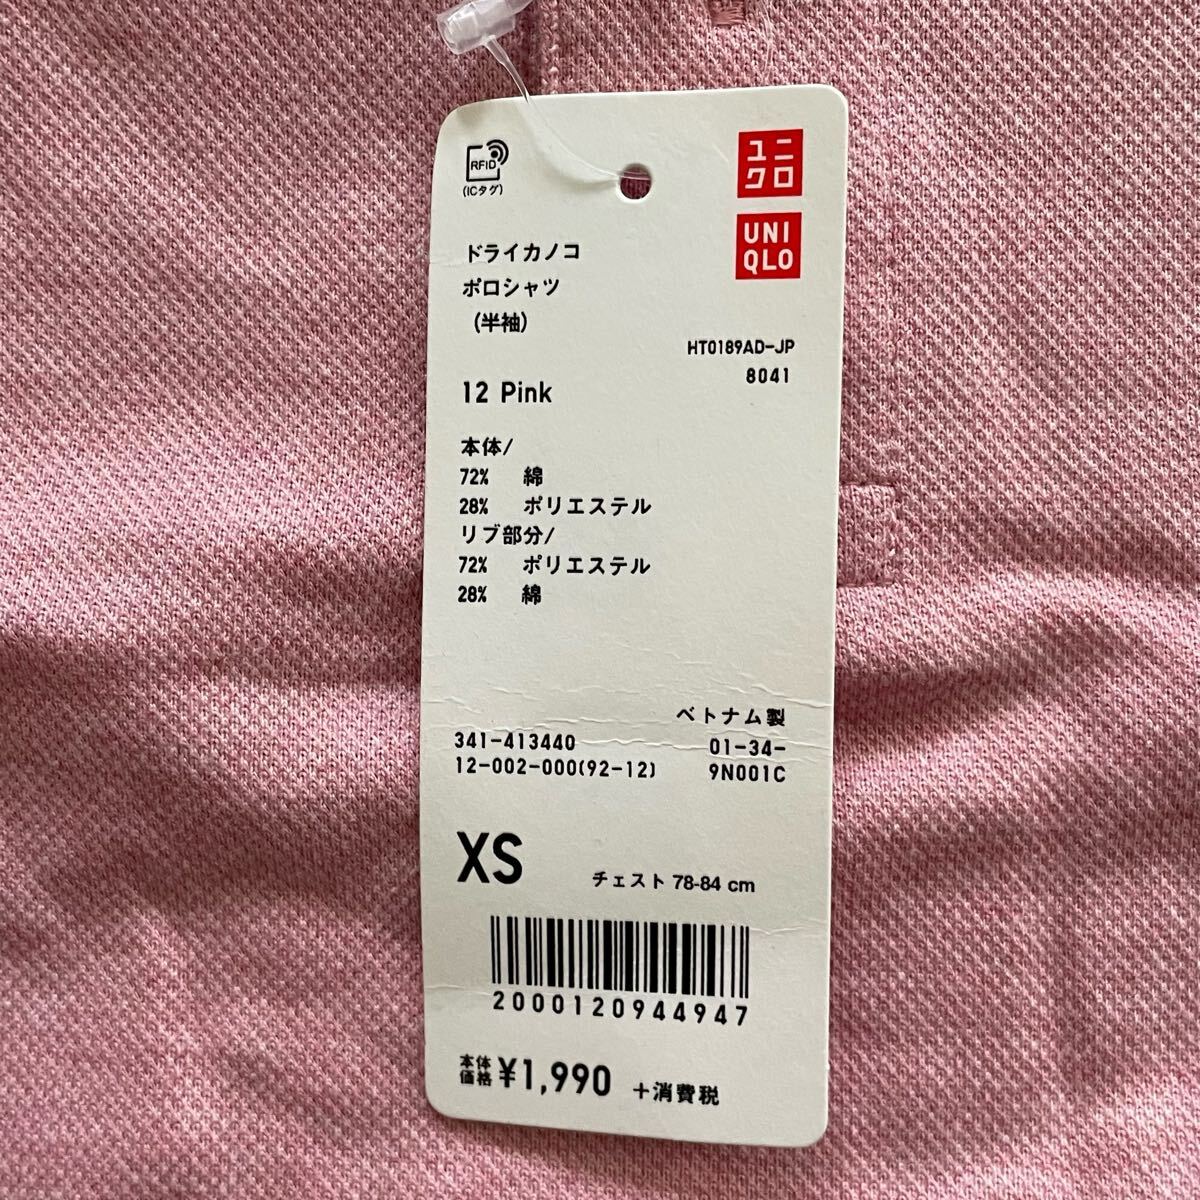 RFID
(ICタグ)
ユニ
クロ
UNI
QLO
ドライカノコ
ポロシャツ
(半袖)
HT0189AD-JP
8041
12 Pink
本体/
72% 綿
28% ポリエステル
リブ部分/
72% ポリエステル
28% 綿
ベトナム製
341-413440 01-34-
12-002-000(92-12) 9N001C
XS チェスト 78-84 cm
2000120944947
本体価格 ¥1,990 +消費税